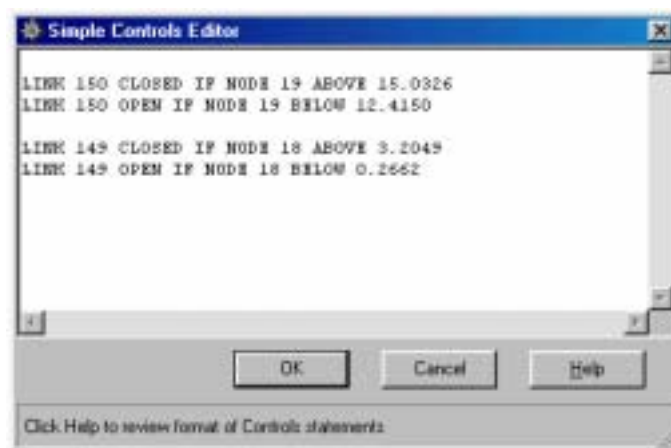 Simple Controls Editor
LINK 150 CLOSED IF NODE 19 ABOVE 15.0326
LINK 150 OPEN IF NODE 19 BELOW 12.4150
LINK 149 CLOSED IF NODE 18 ABOVE 3.2049
LINK 149 OPEN IF NODE 18 BELOW 0.2662
OK Cancel Help
Click Help to review format of Controls statements